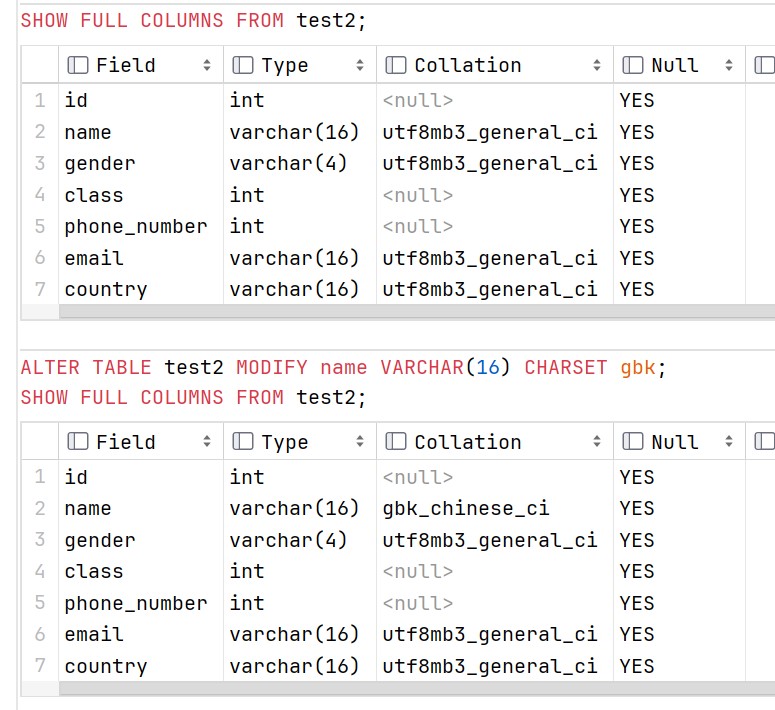 SHOW FULL COLUMNS FROM test2;
Field Type Collation Null
1 id int <null> YES
2 name varchar(16) utf8mb3_general_ci YES
3 gender varchar(4) utf8mb3_general_ci YES
4 class int <null> YES
5 phone_number int <null> YES
6 email varchar(16) utf8mb3_general_ci YES
7 country varchar(16) utf8mb3_general_ci YES
ALTER TABLE test2 MODIFY name VARCHAR(16) CHARSET gbk;
SHOW FULL COLUMNS FROM test2;
Field Type Collation Null
1 id int <null> YES
2 name varchar(16) gbk_chinese_ci YES
3 gender varchar(4) utf8mb3_general_ci YES
4 class int <null> YES
5 phone_number int <null> YES
6 email varchar(16) utf8mb3_general_ci YES
7 country varchar(16) utf8mb3_general_ci YES